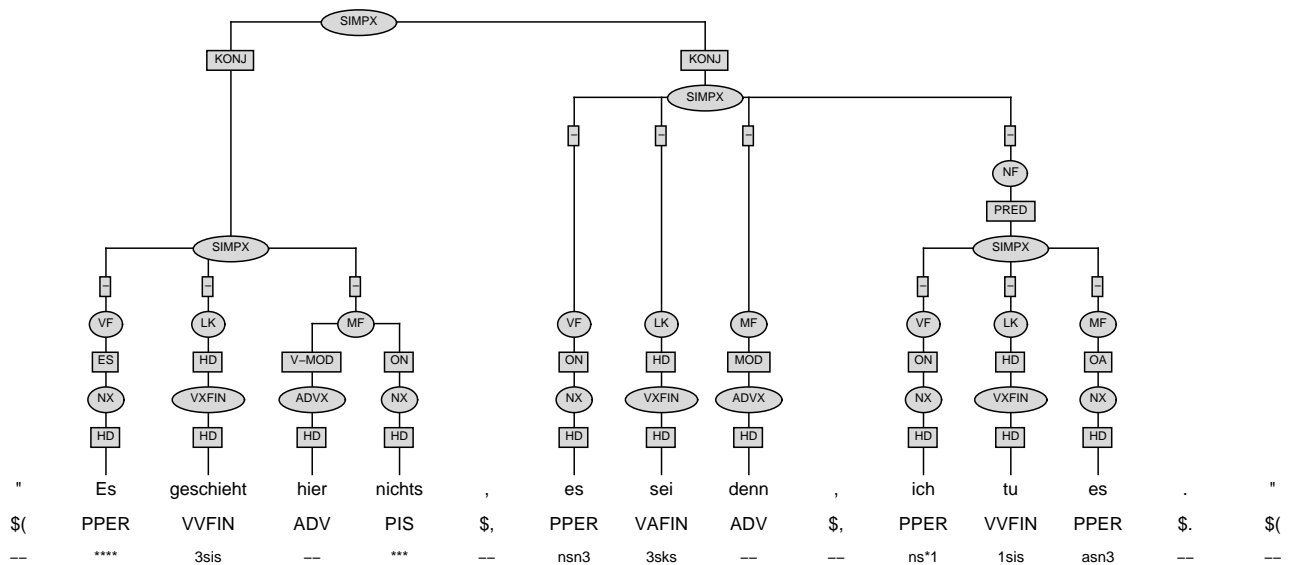 SIMPX
KONJ KONJ
SIMPX
– – – –
NF
PRED
SIMPX SIMPX
– – – – – –
VF LK MF VF LK MF VF LK MF
ES HD V−MOD ON ON HD MOD ON HD OA
NX VXFIN ADVX NX NX VXFIN ADVX NX VXFIN NX
HD HD HD HD HD HD HD HD HD HD
" Es geschieht hier nichts , es sei denn , ich tu es . "
$( PPER VVFIN ADV PIS $, PPER VAFIN ADV $, PPER VVFIN PPER $. $(
−− **** 3sis −− *** −− nsn3 3sks −− −− ns*1 1sis asn3 −− −−